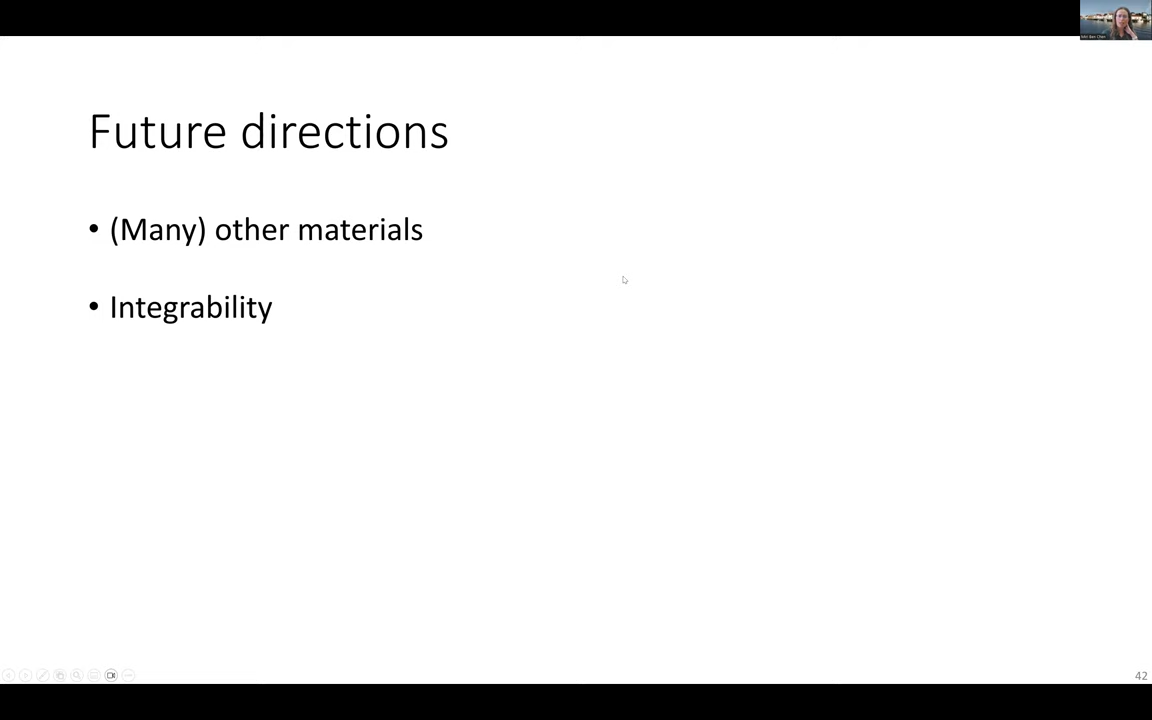 Future directions
• (Many) other materials
• Integrability
42